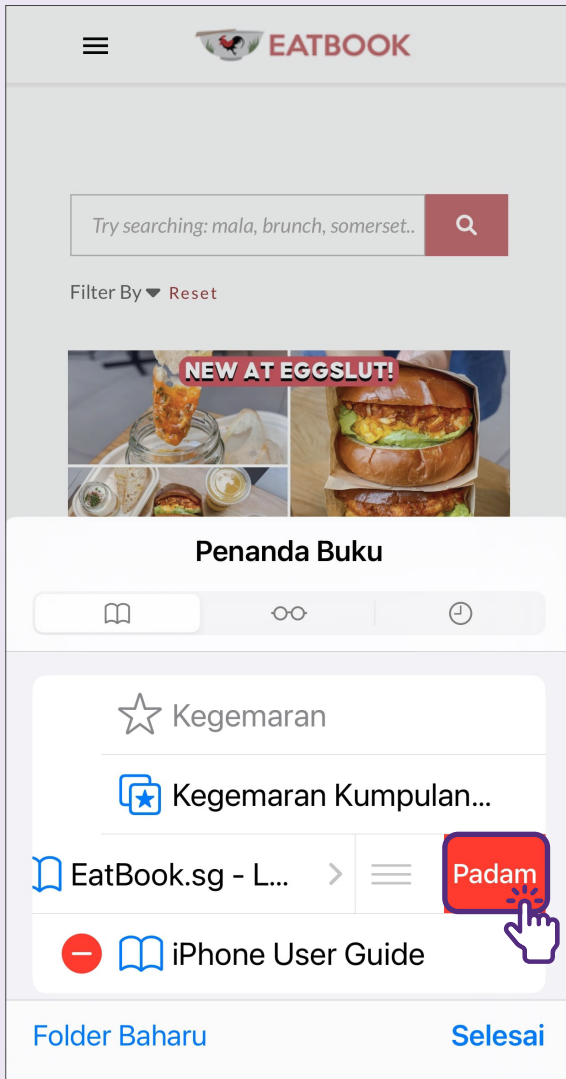 EATBOOK
Try searching: mala, brunch, somerset..
Filter By Reset
NEW AT EGGSLUT!
Penanda Buku
Kegemaran
Kegemaran Kumpulan...
EatBook.sg - L... Padam
iPhone User Guide
Folder Baharu Selesai